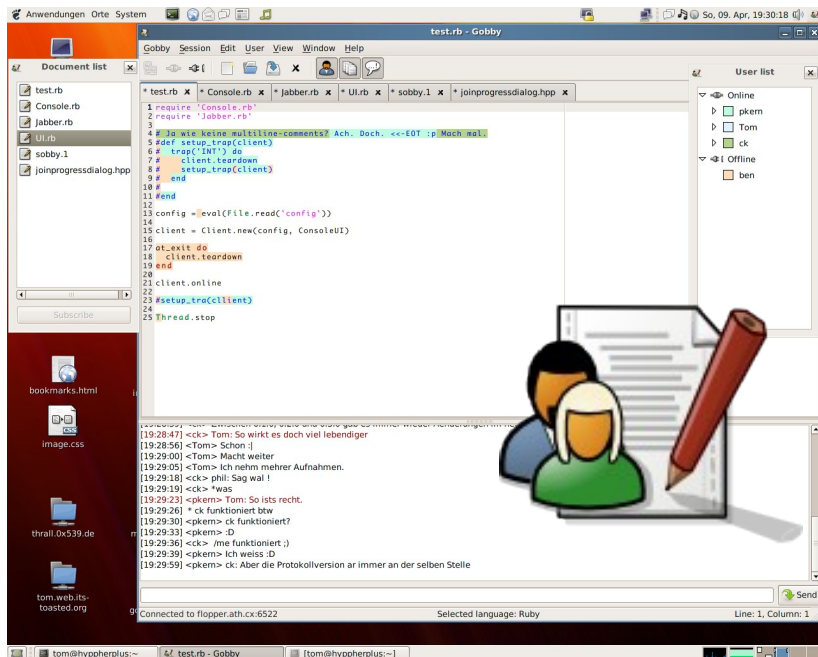 Anwendungen Orte System
So, 09. Apr, 19:30:18
test.rb - Gobby
Gobby Session Edit User View Window Help
Document list
test.rb
Console.rb
Jabber.rb
UI.rb
sobby.1
joinprogressdialog.hpp
Subscribe
* test.rb x * Console.rb x * Jabber.rb x * UI.rb x * sobby.1 x * joinprogressdialog.hpp x
1 require 'Console.rb'
2 require 'Jabber.rb'
3
4 # Ja wie keine multiline-comments? Ach. Doch. <<-EOT :p Mach mal.
5 #def setup_trap(client)
6 #  trap('INT') do
7 #    client.teardown
8 #    setup_trap(client)
9 #  end
10 #
11 #end
12
13 config = eval(File.read('config'))
14
15 client = Client.new(config, ConsoleUI)
16
17 at_exit do
18   client.teardown
19 end
20
21 client.online
22
23 #setup_tra(cllient)
24
25 Thread.stop
User list
Online
pkern
Tom
ck
Offline
ben
[19:28:47] <ck> Tom: So wirkt es doch viel lebendiger
[19:28:56] <Tom> Schon :|
[19:29:00] <Tom> Macht weiter
[19:29:05] <Tom> Ich nehm mehrer Aufnahmen.
[19:29:18] <ck> phil: Sag wal !
[19:29:19] <ck> *was
[19:29:23] <pkern> Tom: So ists recht.
[19:29:26] * ck funktioniert btw
[19:29:30] <pkern> ck funktioniert?
[19:29:33] <pkern> :D
[19:29:36] <ck> /me funktioniert ;)
[19:29:39] <pkern> Ich weiss :D
[19:29:59] <pkern> ck: Aber die Protokollversion ar immer an der selben Stelle
Send
Connected to flopper.ath.cx:6522 Selected language: Ruby Line: 1, Column: 1
bookmarks.html
image.css
CSS
thrall.0x539.de
tom.web.its-
toasted.org
tom@hyppherplus:~ test.rb - Gobby [tom@hyppherplus:~]